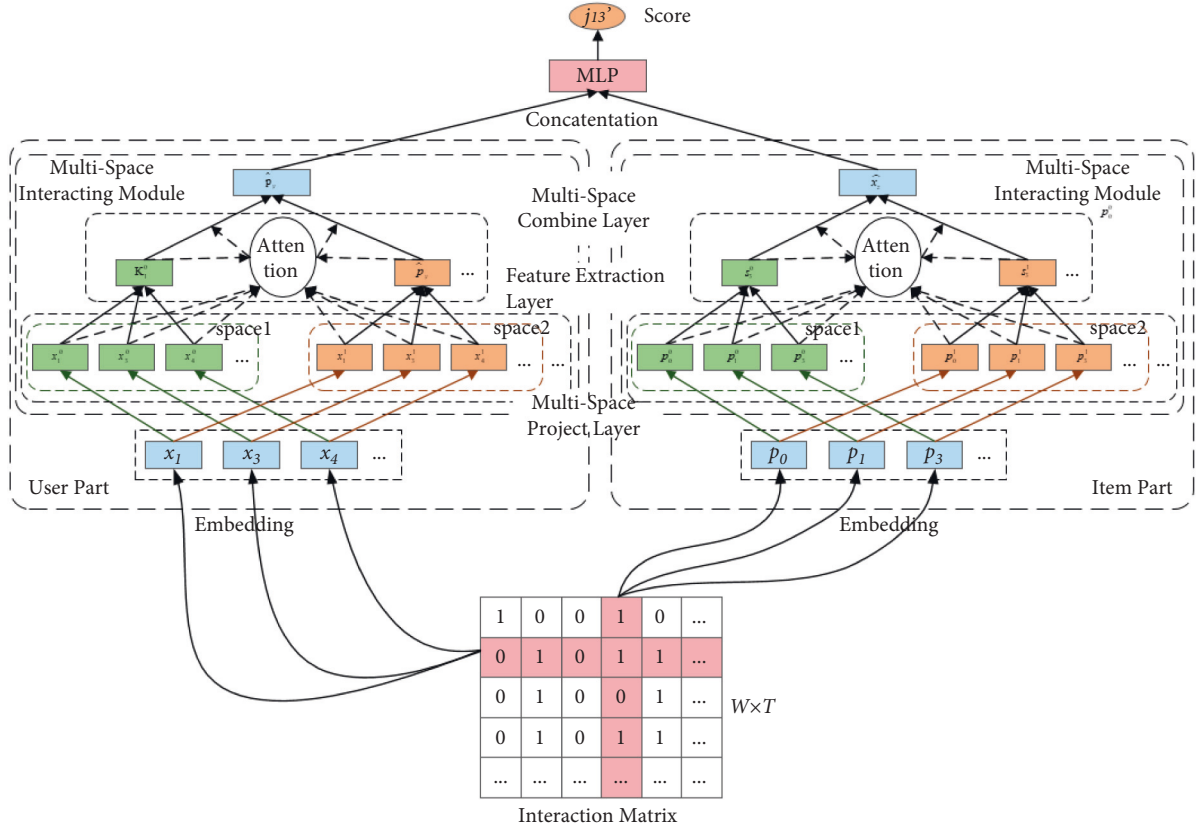 j13’ Score
MLP
Concatentation
Multi-Space
Interacting Module
p̂
Multi-Space
Combine Layer
Multi-Space
Interacting Module
Atten
tion
Feature Extraction
Layer
...
Atten
tion
...
space1
space2
... ... ...
space1
space2
... ... ...
Multi-Space
Project Layer
x1 x3 x4 ...
p0 p1 p3 ...
User Part
Item Part
Embedding
Embedding
1 0 0 1 0 ...
0 1 0 1 1 ...
0 1 0 0 1 ...
0 1 0 1 1 ...
... ... ... ... ... ...
W×T
Interaction Matrix